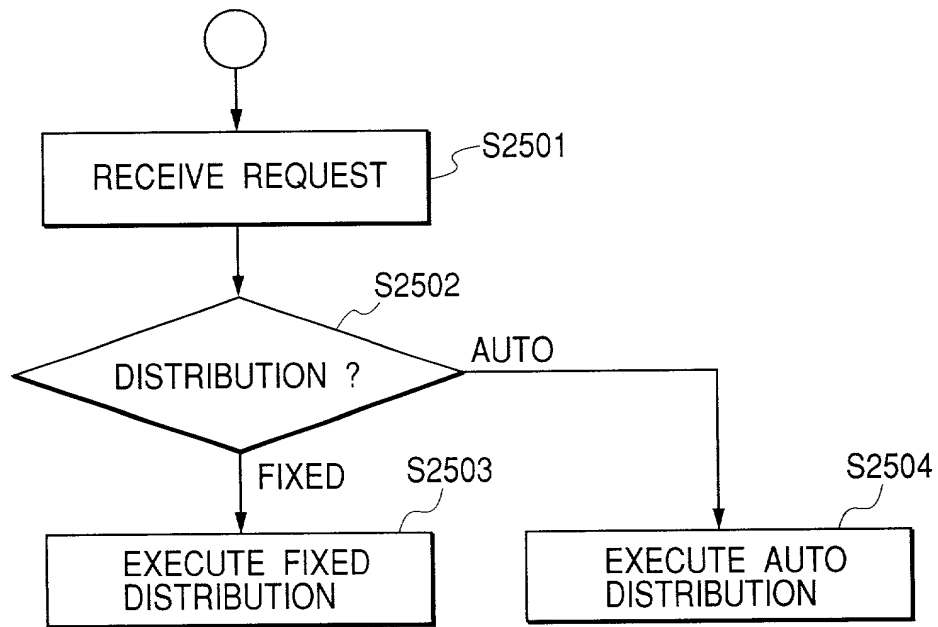 RECEIVE REQUEST
S2501
S2502
DISTRIBUTION ?
AUTO
FIXED
S2503
S2504
EXECUTE FIXED
DISTRIBUTION
EXECUTE AUTO
DISTRIBUTION